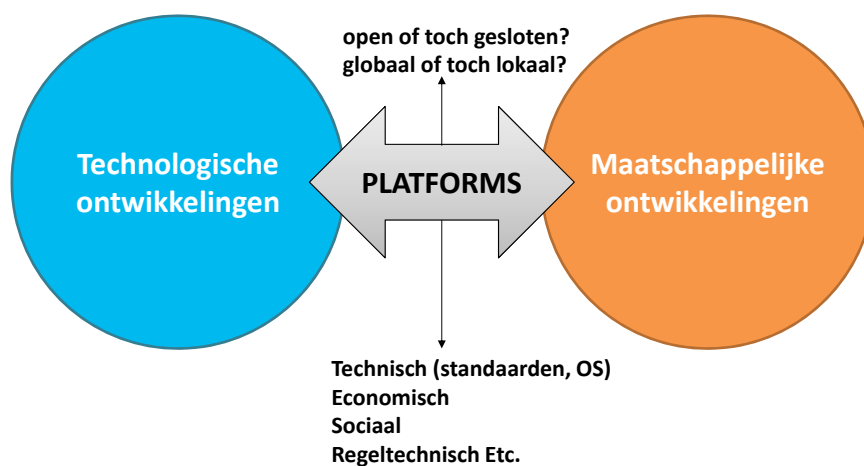 open of toch gesloten?
globaal of toch lokaal?
Technologische
ontwikkelingen
PLATFORMS
Maatschappelijke
ontwikkelingen
Technisch (standaarden, OS)
Economisch
Sociaal
Regeltechnisch Etc.